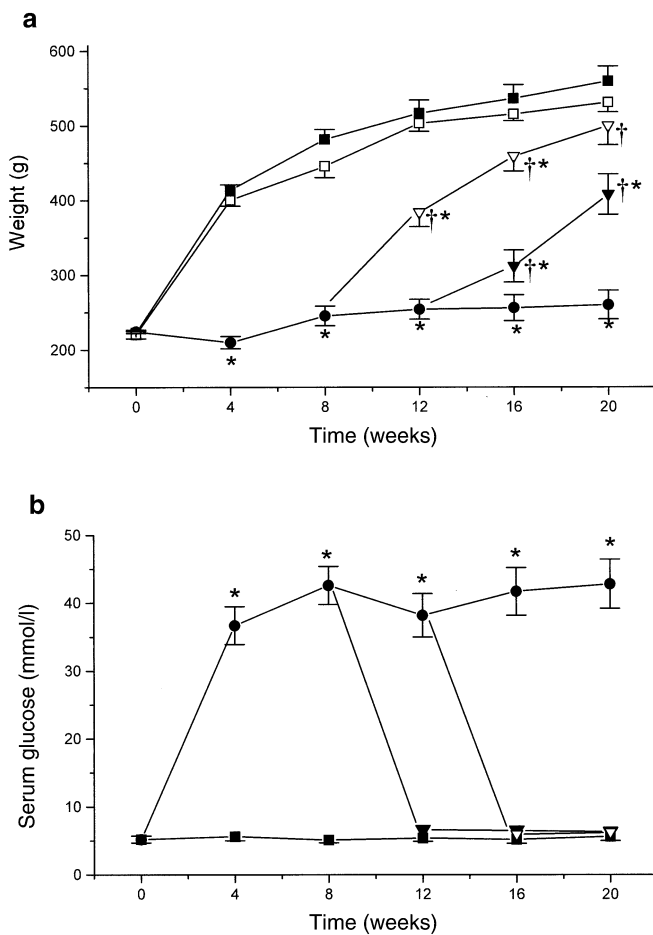 a
600
500
400
300
200
Weight (g)
†
†*
†*
†*
†*
* * * * *
0 4 8 12 16 20
Time (weeks)
b
50
40
30
20
10
0
Serum glucose (mmol/l)
* * * * *
0 4 8 12 16 20
Time (weeks)